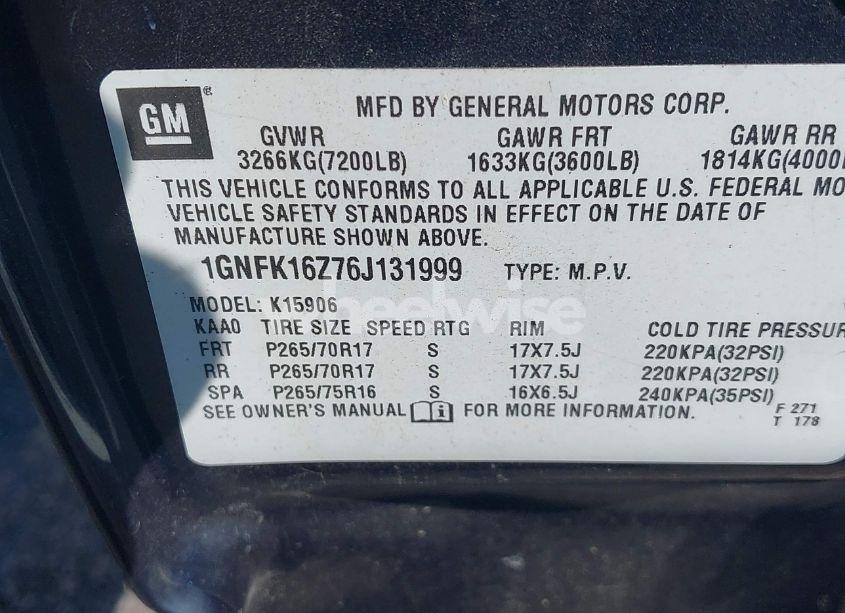 GM®
MFD BY GENERAL MOTORS CORP.
GVWR GAWR FRT GAWR RR
3266KG(7200LB) 1633KG(3600LB) 1814KG(4000L
THIS VEHICLE CONFORMS TO ALL APPLICABLE U.S. FEDERAL MO
VEHICLE SAFETY STANDARDS IN EFFECT ON THE DATE OF
MANUFACTURE SHOWN ABOVE.
1GNFK16Z76J131999 TYPE: M.P.V.
MODEL: K15906
wheelwise
KAA0 TIRE SIZE SPEED RTG RIM COLD TIRE PRESSUR
FRT P265/70R17 S 17X7.5J 220KPA(32PSI)
RR P265/70R17 S 17X7.5J 220KPA(32PSI)
SPA P265/75R16 S 16X6.5J 240KPA(35PSI)
SEE OWNER'S MANUAL i FOR MORE INFORMATION.
F 271
T 178